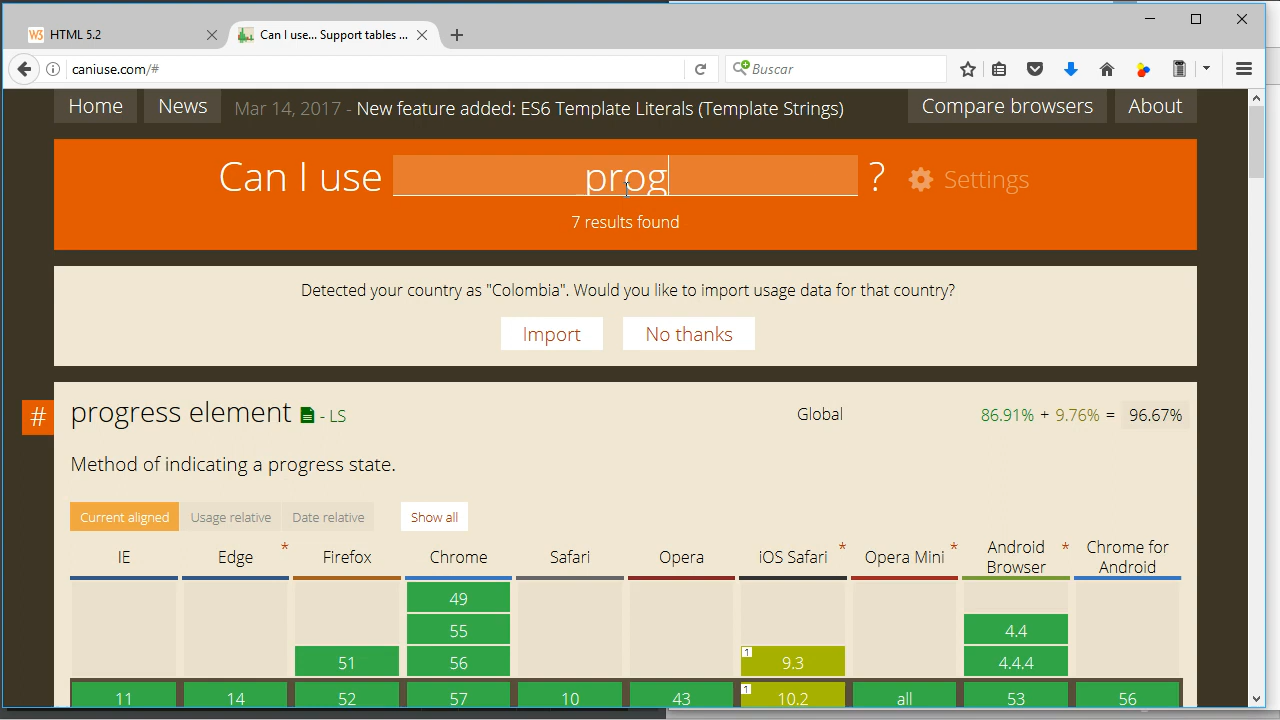 HTML 5.2
Can I use... Support tables ...
caniuse.com/#
Buscar
Home News Mar 14, 2017 - New feature added: ES6 Template Literals (Template Strings) Compare browsers About
Can I use prog ? Settings
7 results found
Detected your country as "Colombia". Would you like to import usage data for that country?
Import No thanks
# progress element - LS Global 86.91% + 9.76% = 96.67%
Method of indicating a progress state.
Current aligned Usage relative Date relative Show all
IE Edge * Firefox Chrome Safari Opera iOS Safari * Opera Mini * Android Browser * Chrome for Android
49
55 4.4
51 56 1 9.3 4.4.4
11 14 52 57 10 43 1 10.2 all 53 56